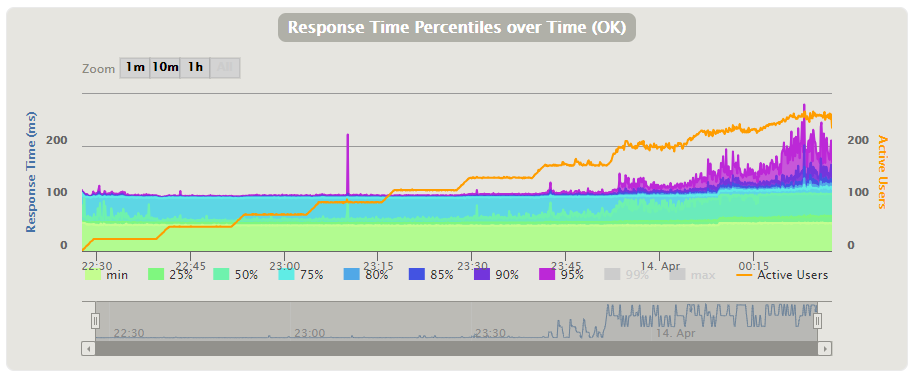 Response Time Percentiles over Time (OK)
Zoom 1m 10m 1h All
Response Time (ms)
200 200
100 100
0 0
Active Users
22:30 22:45 23:00 23:15 23:30 23:45 14. Apr 00:15
min 25% 50% 75% 80% 85% 90% 95% 99% max Active Users
22:30 23:00 23:30 14. Apr